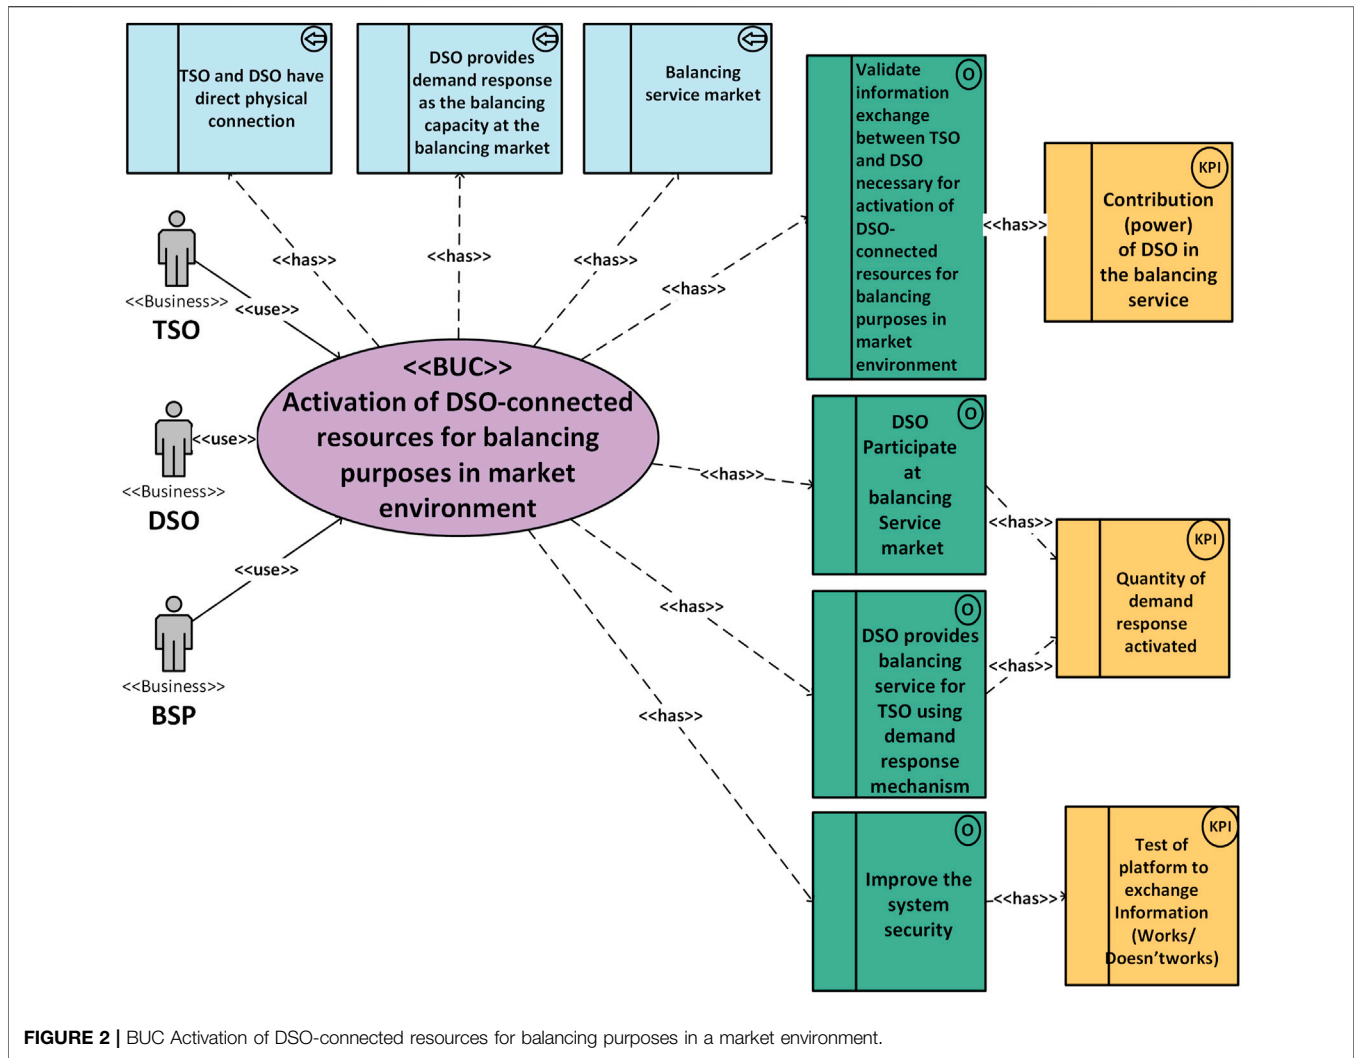 TSO and DSO have
direct physical
connection
DSO provides
demand response
as the balancing
capacity at the
balancing market
Balancing
service market
O
Validate
information
exchange
between TSO
and DSO
necessary for
activation of
DSO-
connected
resources for
balancing
purposes in
market
environment
<<has>>
KPI
Contribution
(power)
of DSO in
the balancing
service
<<has>>
<<has>>
<<has>>
<<has>>
<<Business>>
TSO
<<use>>
<<BUC>>
Activation of DSO-connected
resources for balancing
purposes in market
environment
<<Business>>
DSO
<<use>>
<<Business>>
BSP
<<use>>
<<has>>
O
DSO
Participate
at
balancing
Service
market
<<has>>
KPI
Quantity of
demand
response
activated
<<has>>
O
DSO provides
balancing
service for
TSO using
demand
response
mechanism
<<has>>
<<has>>
O
Improve the
system
security
<<has>>
KPI
Test of
platform to
exchange
Information
(Works/
Doesn'tworks)
FIGURE 2 | BUC Activation of DSO-connected resources for balancing purposes in a market environment.